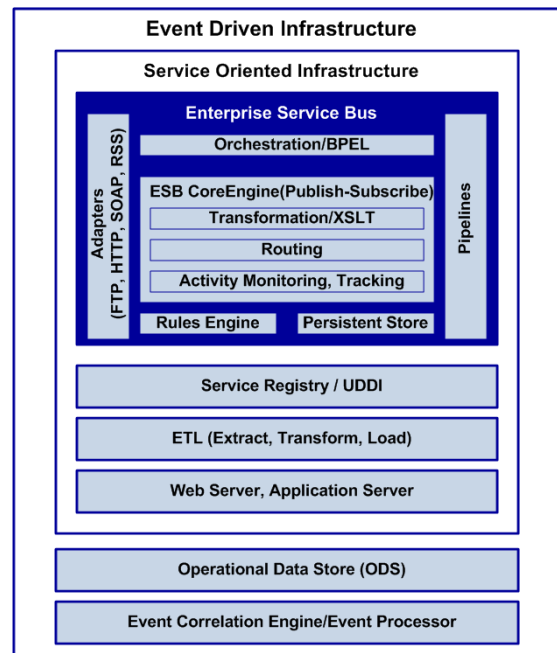 Event Driven Infrastructure
Service Oriented Infrastructure
Enterprise Service Bus
Adapters
(FTP, HTTP, SOAP, RSS)
Orchestration/BPEL
ESB CoreEngine(Publish-Subscribe)
Transformation/XSLT
Routing
Activity Monitoring, Tracking
Rules Engine
Persistent Store
Pipelines
Service Registry / UDDI
ETL (Extract, Transform, Load)
Web Server, Application Server
Operational Data Store (ODS)
Event Correlation Engine/Event Processor